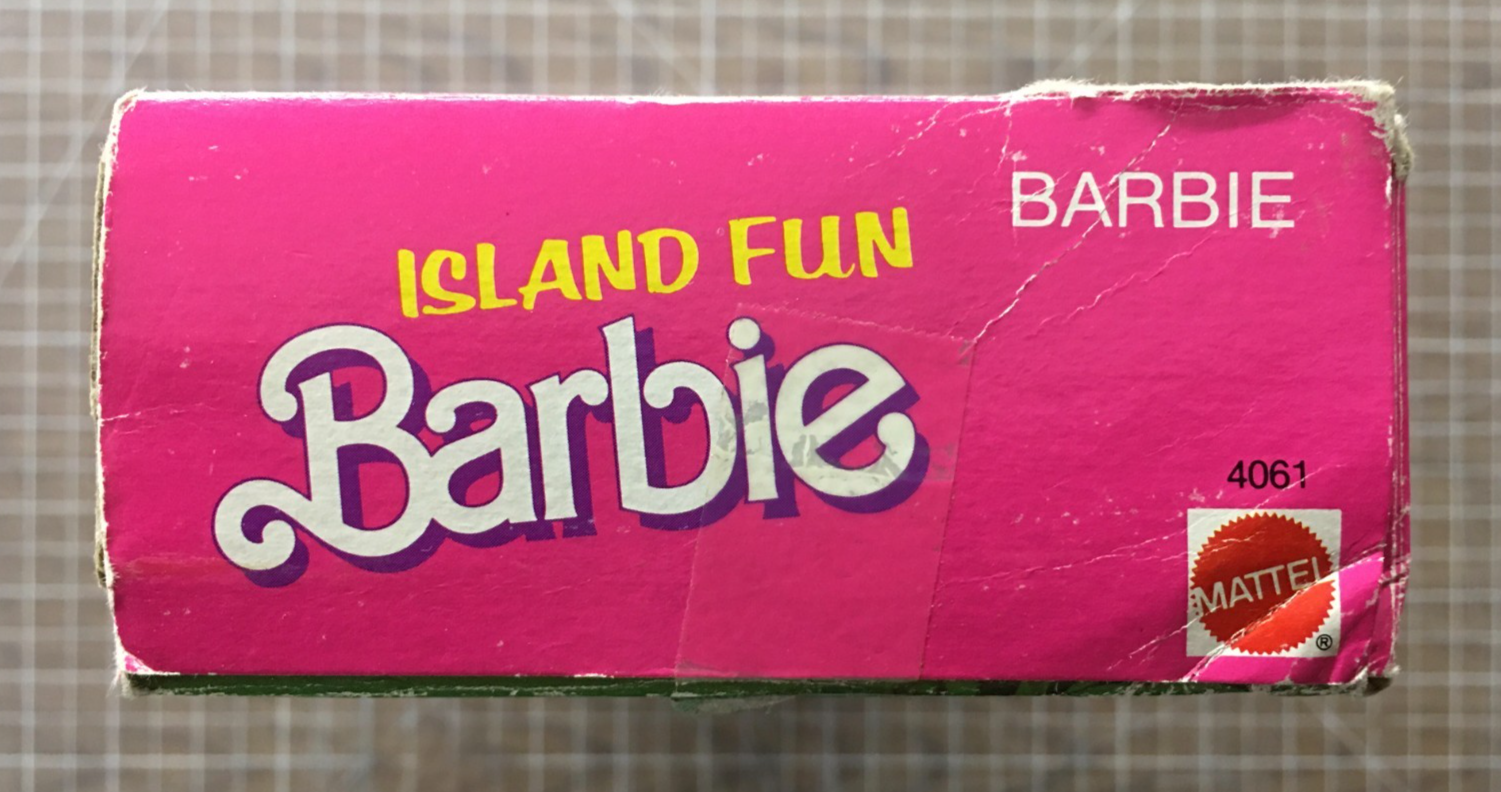 BARBIE
ISLAND FUN
Barbie
4061
MATTEL
®